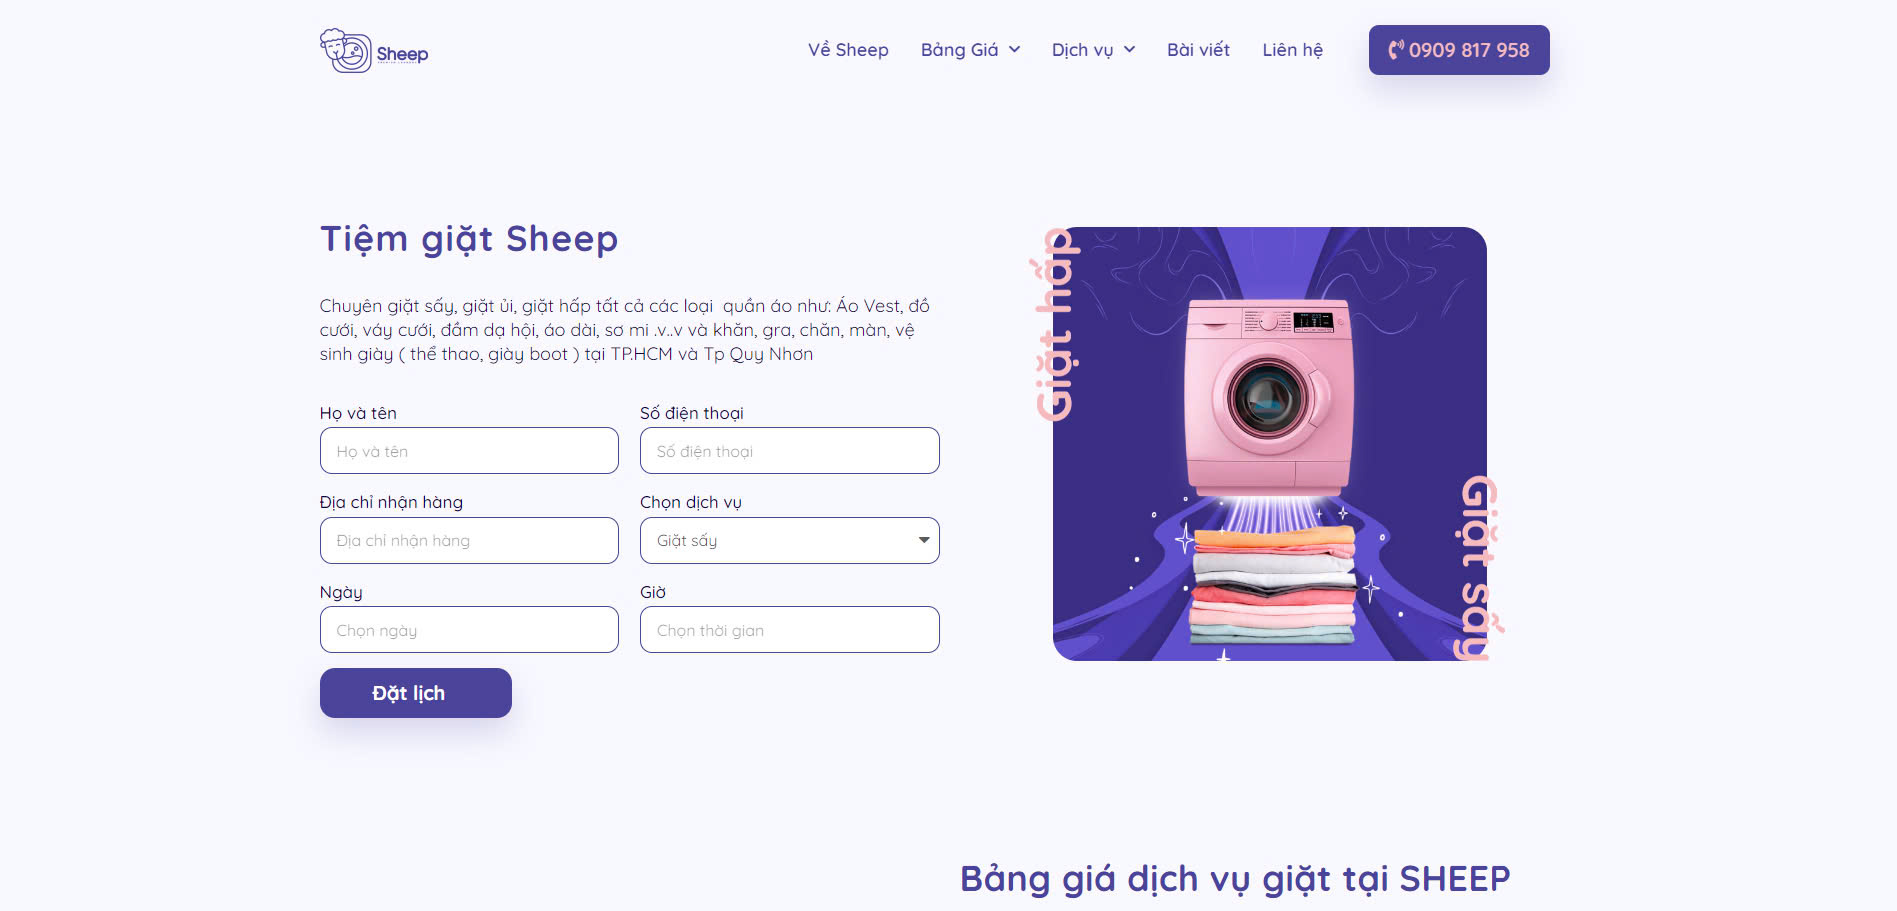 Sheep
Về Sheep
Bảng Giá
Dịch vụ
Bài viết
Liên hệ
0909 817 958
Tiệm giặt Sheep
Chuyên giặt sấy, giặt ủi, giặt hấp tất cả các loại quần áo như: Áo Vest, đồ
cưới, váy cưới, đầm dạ hội, áo dài, sơ mi .v..v và khăn, gra, chăn, màn, vệ
sinh giày ( thể thao, giày boot ) tại TP.HCM và Tp Quy Nhơn
Họ và tên
Số điện thoại
Họ và tên
Số điện thoại
Địa chỉ nhận hàng
Chọn dịch vụ
Địa chỉ nhận hàng
Giặt sấy
Ngày
Giờ
Chọn ngày
Chọn thời gian
Đặt lịch
Giặt hấp
Giặt sấy
Bảng giá dịch vụ giặt tại SHEEP